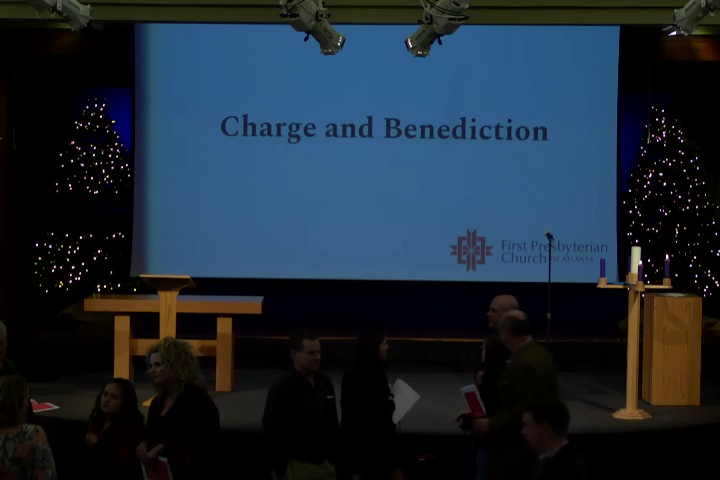 Charge and Benediction
First Presbyterian
Church OF ATLANTA